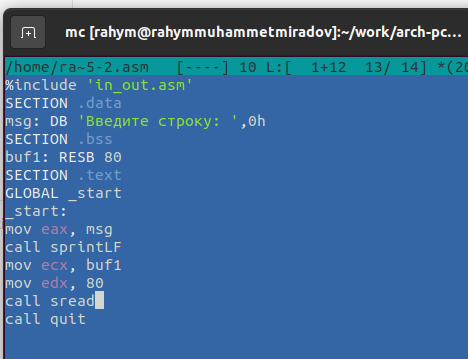 mc [rahym@rahymmuhammetmiradov]:~/work/arch-pc...
/home/ra~5-2.asm   [----] 10 L:[  1+12  13/ 14] *(20
%include 'in_out.asm'
SECTION .data
msg: DB 'Введите строку: ',0h
SECTION .bss
buf1: RESB 80
SECTION .text
GLOBAL _start
_start:
mov eax, msg
call sprintLF
mov ecx, buf1
mov edx, 80
call sread
call quit